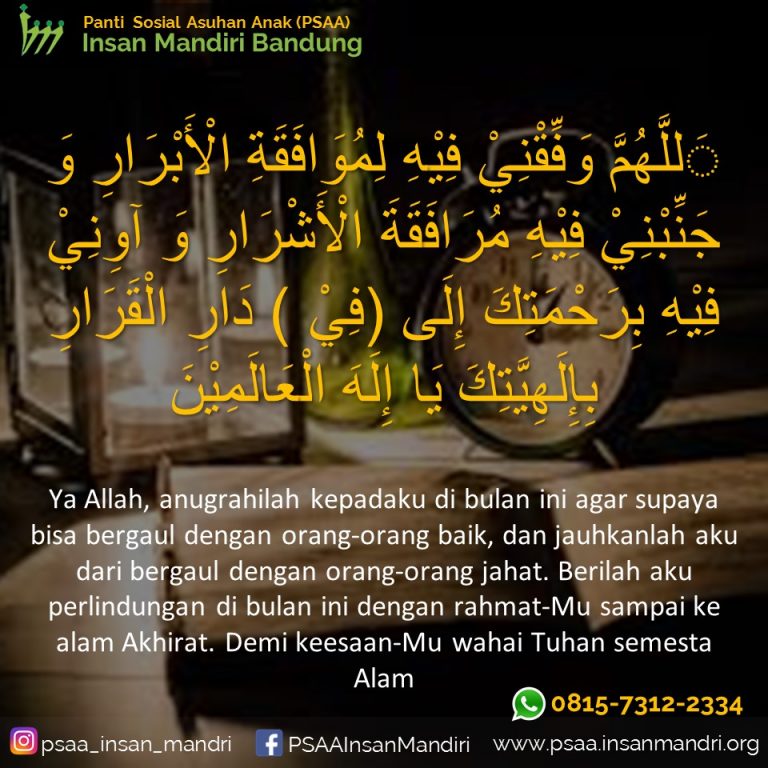 Panti Sosial Asuhan Anak (PSAA)
Insan Mandiri Bandung
َللَّهُمَّ وَفِّقْنِيْ فِيْهِ لِمُوَافَقَةِ الْأَبْرَارِ وَ
جَنِّبْنِيْ فِيْهِ مُرَافَقَةَ الْأَشْرَارِ وَ آوِنِيْ
فِيْهِ بِرَحْمَتِكَ إِلَى (فِيْ ) دَارِ الْقَرَارِ
بِإِلَهِيَّتِكَ يَا إِلَهَ الْعَالَمِيْنَ
Ya Allah, anugrahilah kepadaku di bulan ini agar supaya
bisa bergaul dengan orang-orang baik, dan jauhkanlah aku
dari bergaul dengan orang-orang jahat. Berilah aku
perlindungan di bulan ini dengan rahmat-Mu sampai ke
alam Akhirat. Demi keesaan-Mu wahai Tuhan semesta
Alam
0815-7312-2334
psaa_insan_mandri PSAAInsanMandiri www.psaa.insanmandri.org